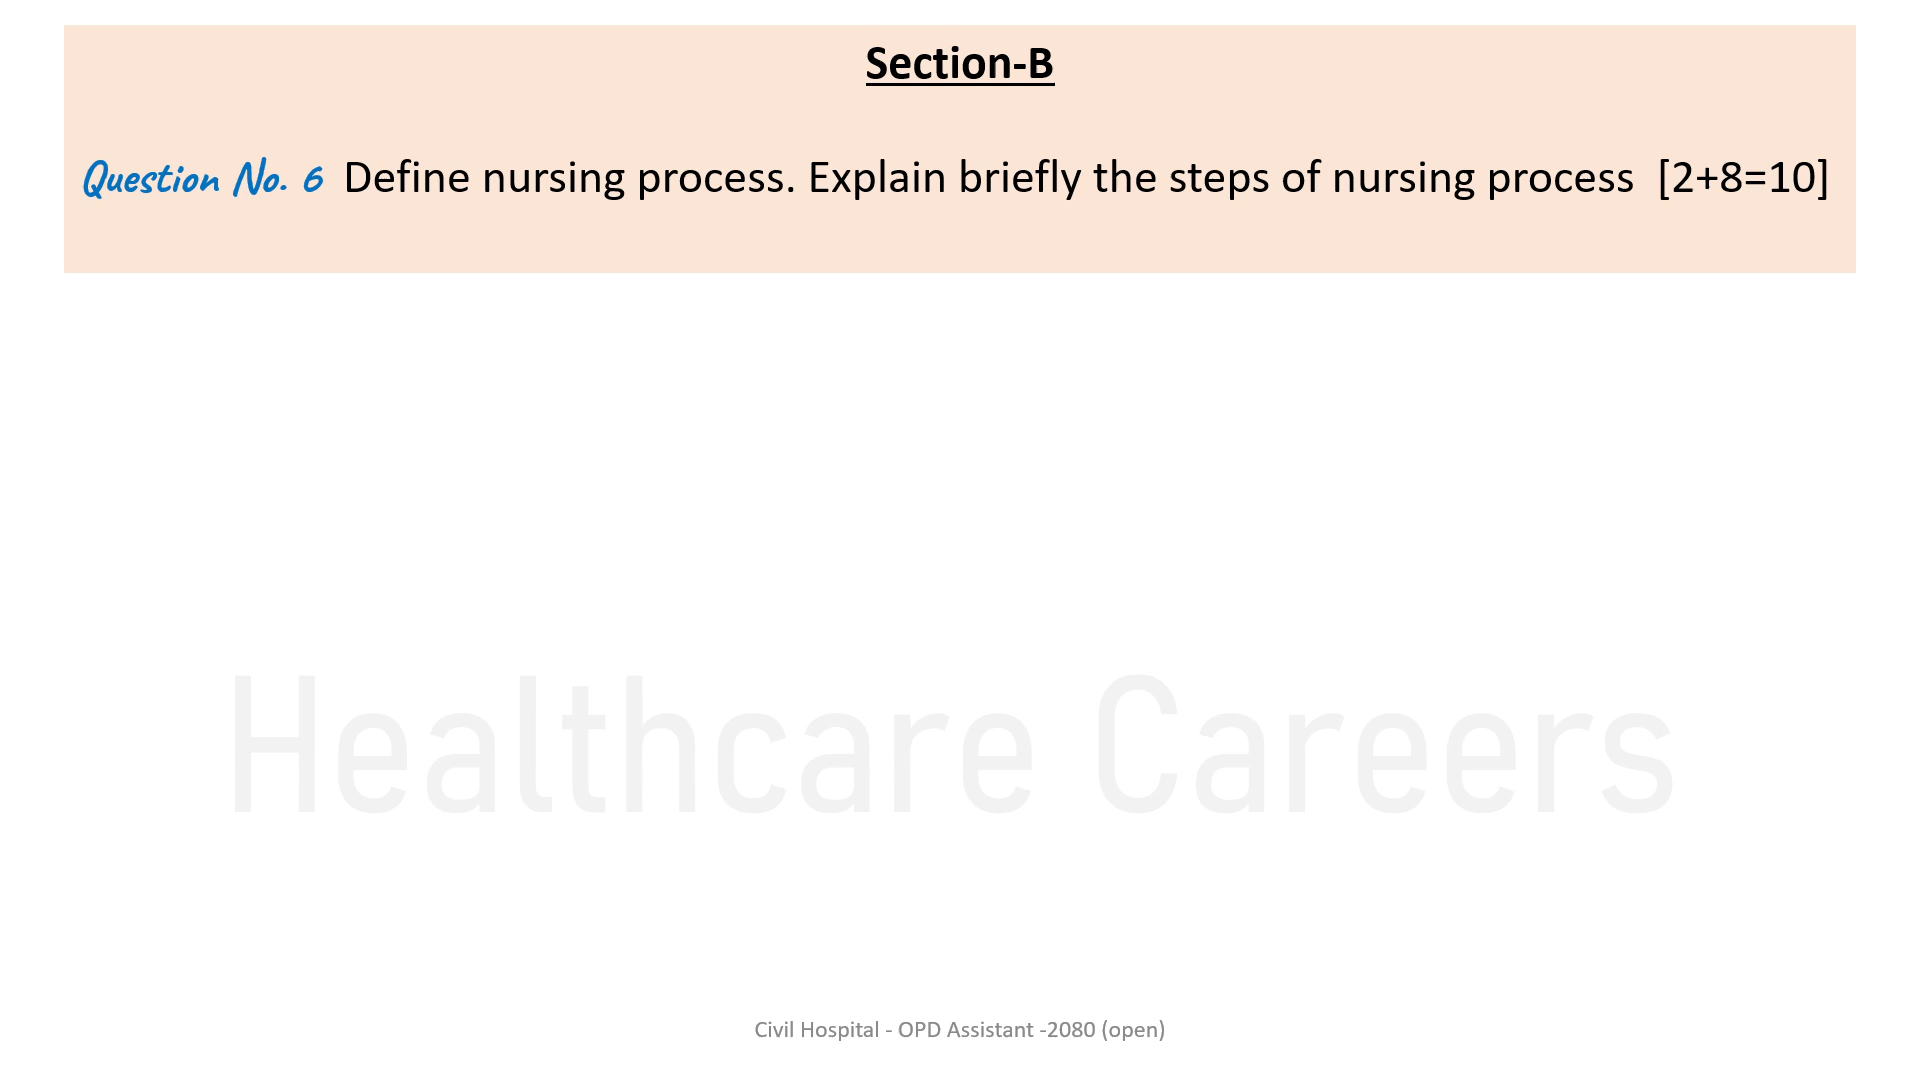 Section-B
Question No. 6 Define nursing process. Explain briefly the steps of nursing process [2+8=10]
Healthcare Careers
Civil Hospital - OPD Assistant -2080 (open)